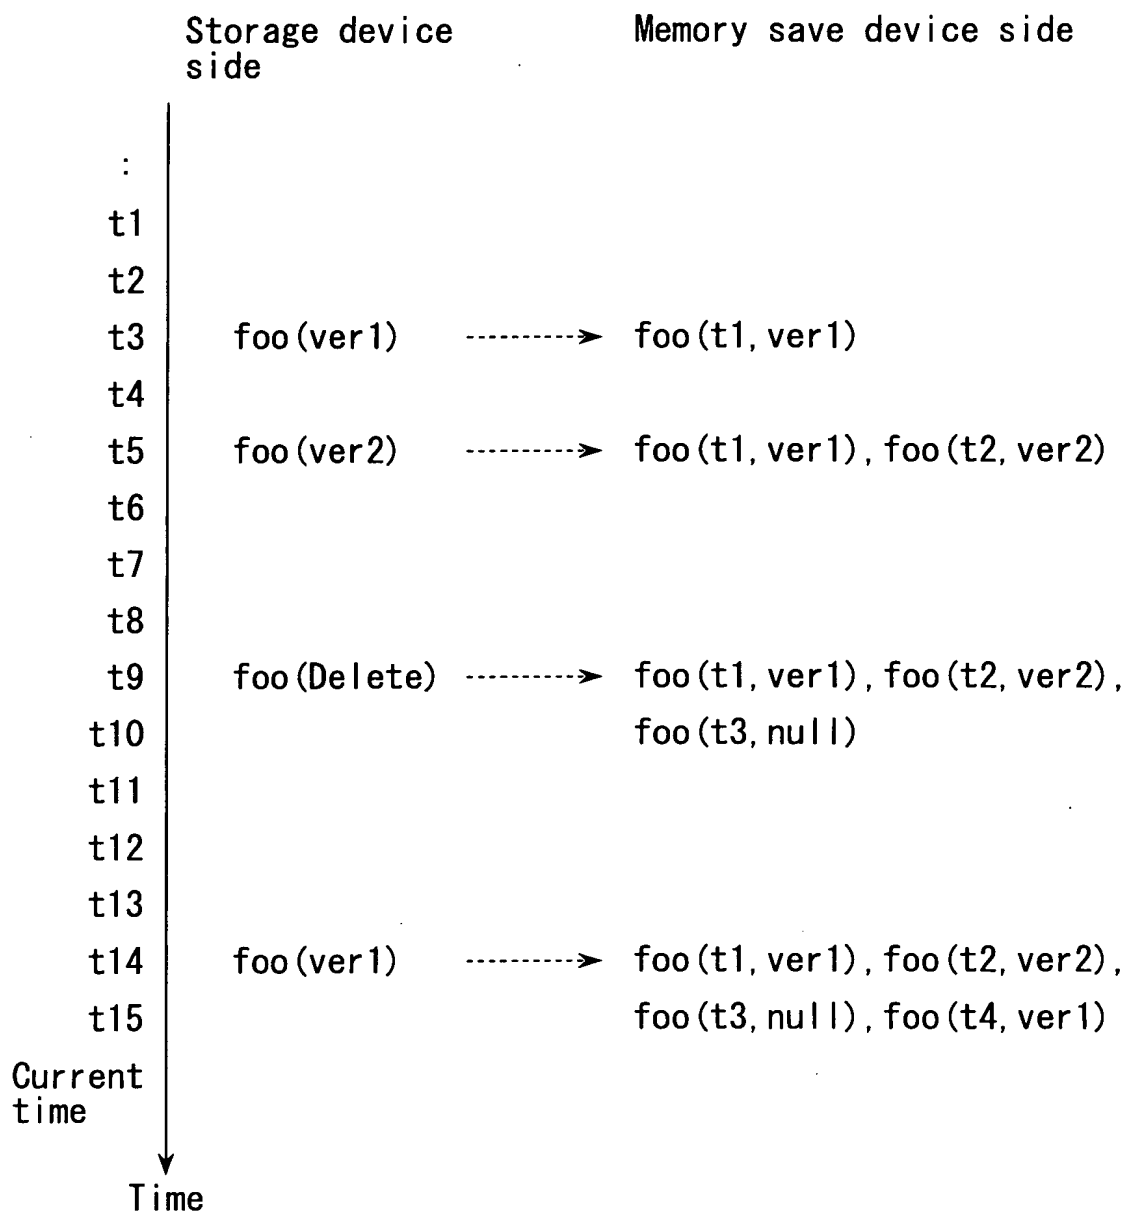 Storage device side
Memory save device side
:
t1
t2
t3 foo(ver1) foo(t1,ver1)
t4
t5 foo(ver2) foo(t1,ver1),foo(t2,ver2)
t6
t7
t8
t9 foo(Delete) foo(t1,ver1),foo(t2,ver2),
t10 foo(t3,null)
t11
t12
t13
t14 foo(ver1) foo(t1,ver1),foo(t2,ver2),
t15 foo(t3,null),foo(t4,ver1)
Current
time
Time